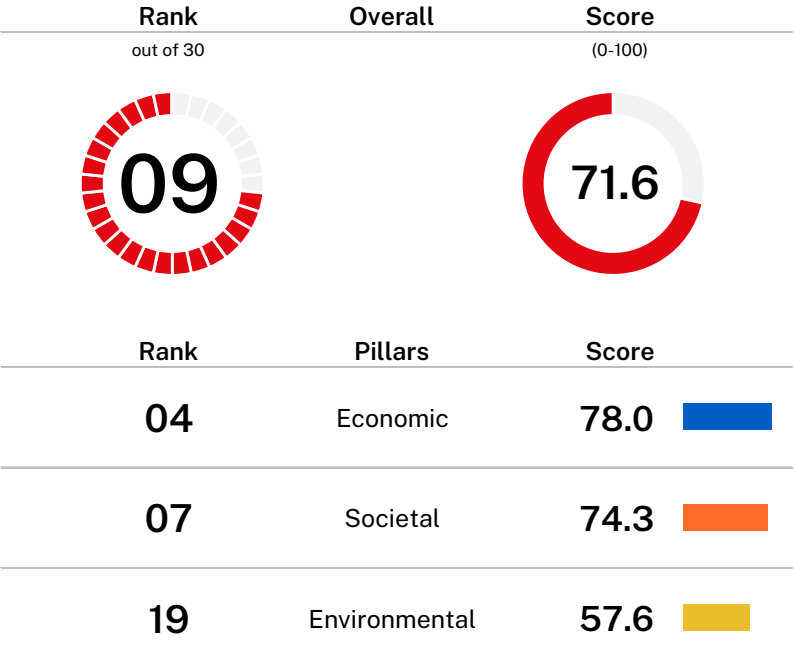 Rank Overall Score
out of 30 (0-100)
09 71.6
Rank Pillars Score
04 Economic 78.0
07 Societal 74.3
19 Environmental 57.6